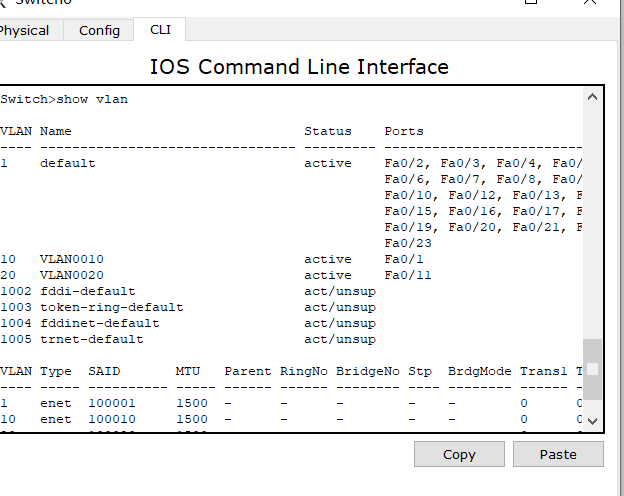 Switch0
Physical Config CLI
IOS Command Line Interface
Switch>show vlan
VLAN Name Status Ports
---- -------------------------------- --------- -------------------------
1 default active Fa0/2, Fa0/3, Fa0/4, Fa0/
Fa0/6, Fa0/7, Fa0/8, Fa0/
Fa0/10, Fa0/12, Fa0/13, F
Fa0/15, Fa0/16, Fa0/17, F
Fa0/19, Fa0/20, Fa0/21, F
Fa0/23
10 VLAN0010 active Fa0/1
20 VLAN0020 active Fa0/11
1002 fddi-default act/unsup
1003 token-ring-default act/unsup
1004 fddinet-default act/unsup
1005 trnet-default act/unsup
VLAN Type SAID MTU Parent RingNo BridgeNo Stp BrdgMode Trans1 T
---- ----- ---------- ----- ------ ------ -------- ---- -------- ------ -
1 enet 100001 1500 - - - - - 0 0
10 enet 100010 1500 - - - - - 0 0
Copy Paste